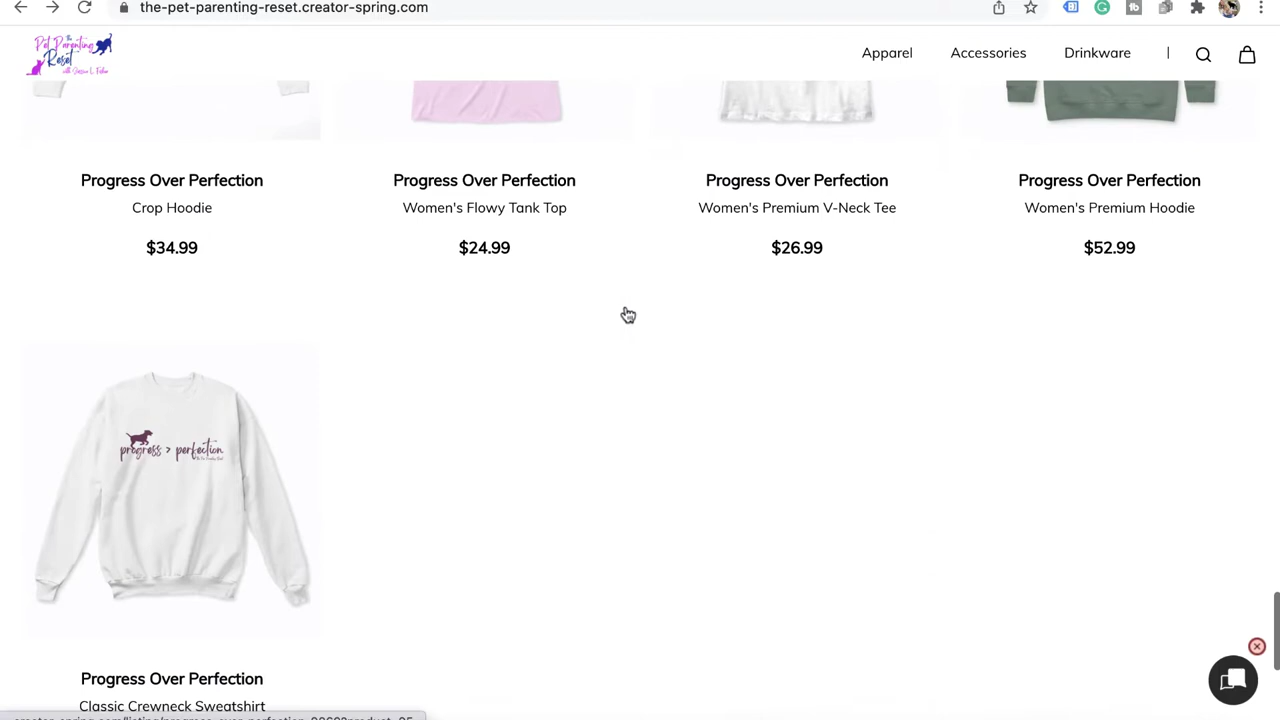 the-pet-parenting-reset.creator-spring.com
the
Pet Parenting
Reset
with Jessica L. Fisher
Apparel
Accessories
Drinkware
|
Progress Over Perfection
Crop Hoodie
$34.99
Progress Over Perfection
Women's Flowy Tank Top
$24.99
Progress Over Perfection
Women's Premium V-Neck Tee
$26.99
Progress Over Perfection
Women's Premium Hoodie
$52.99
progress > perfection
Progress Over Perfection
Classic Crewneck Sweatshirt